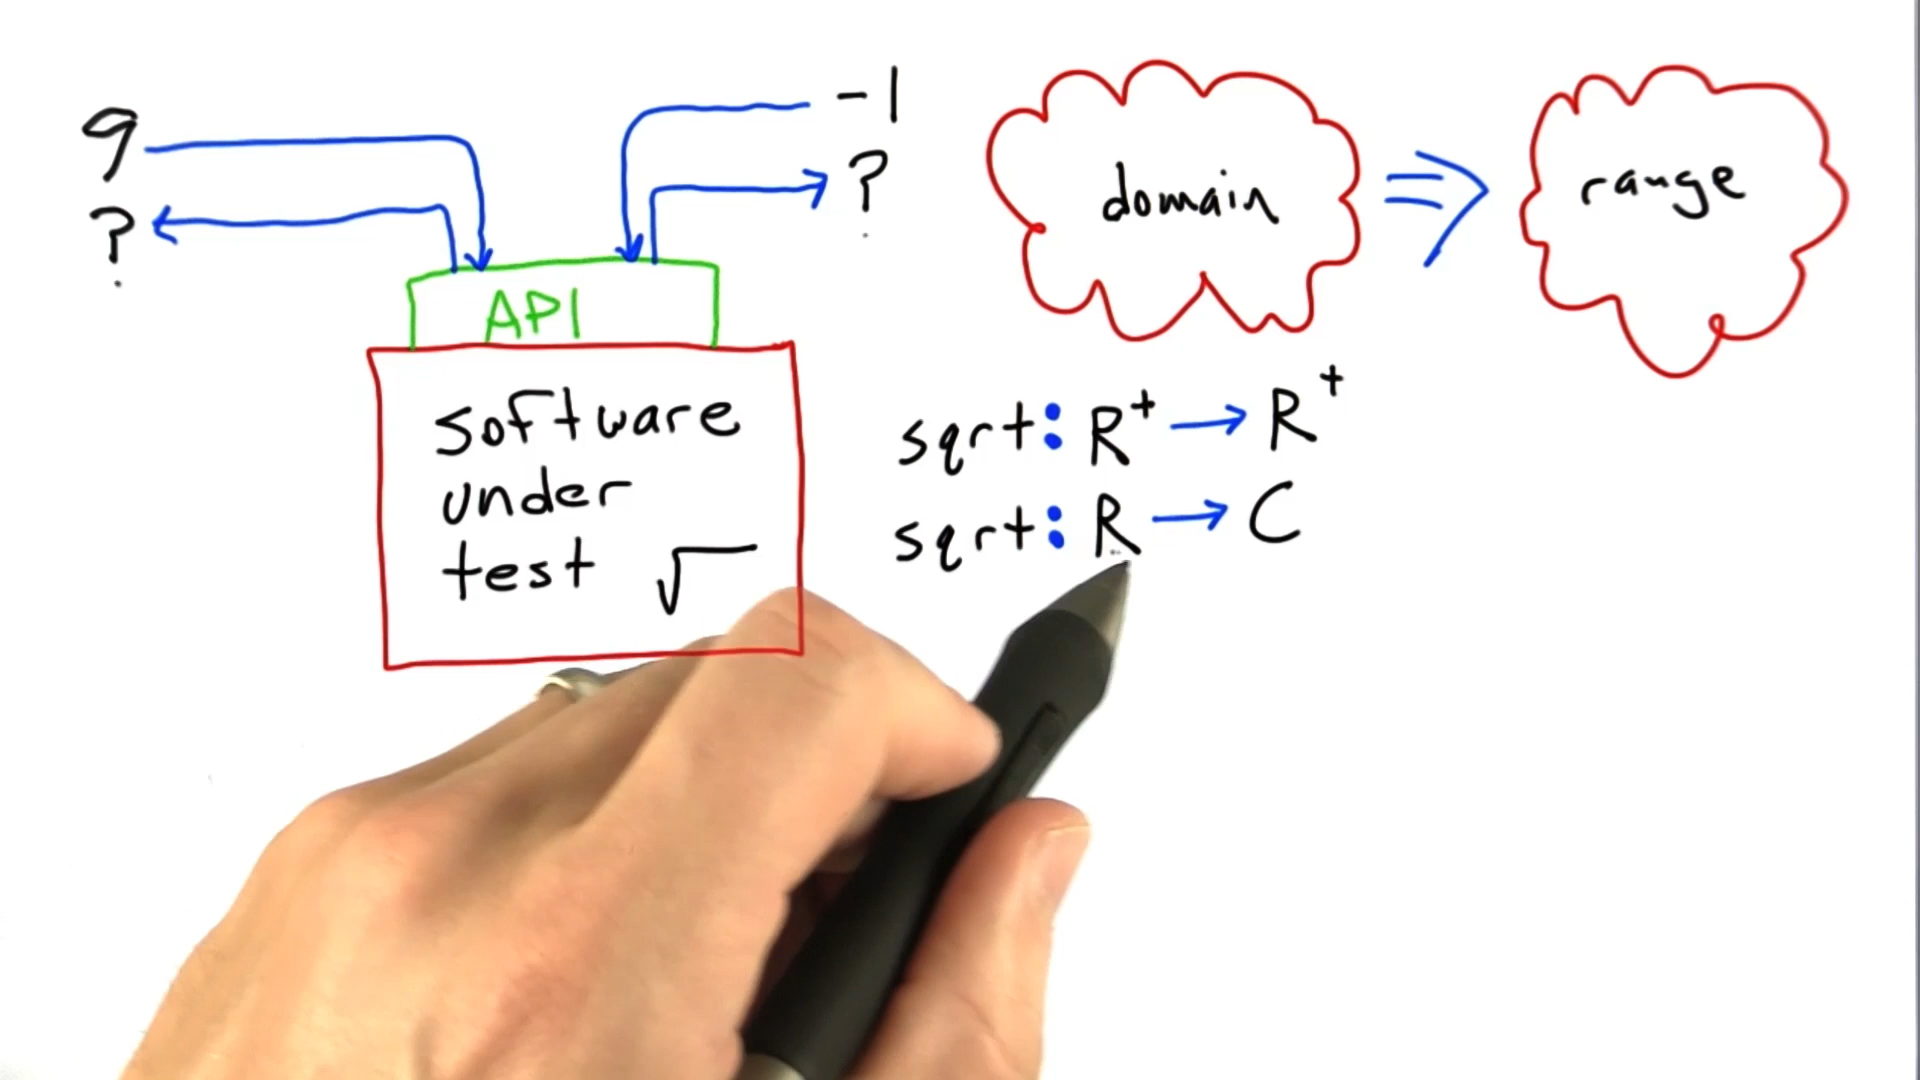 9
?
-1
?
API
software
under
test √
domain ⇒ range
sqrt: R⁺ → R⁺
sqrt: R → C